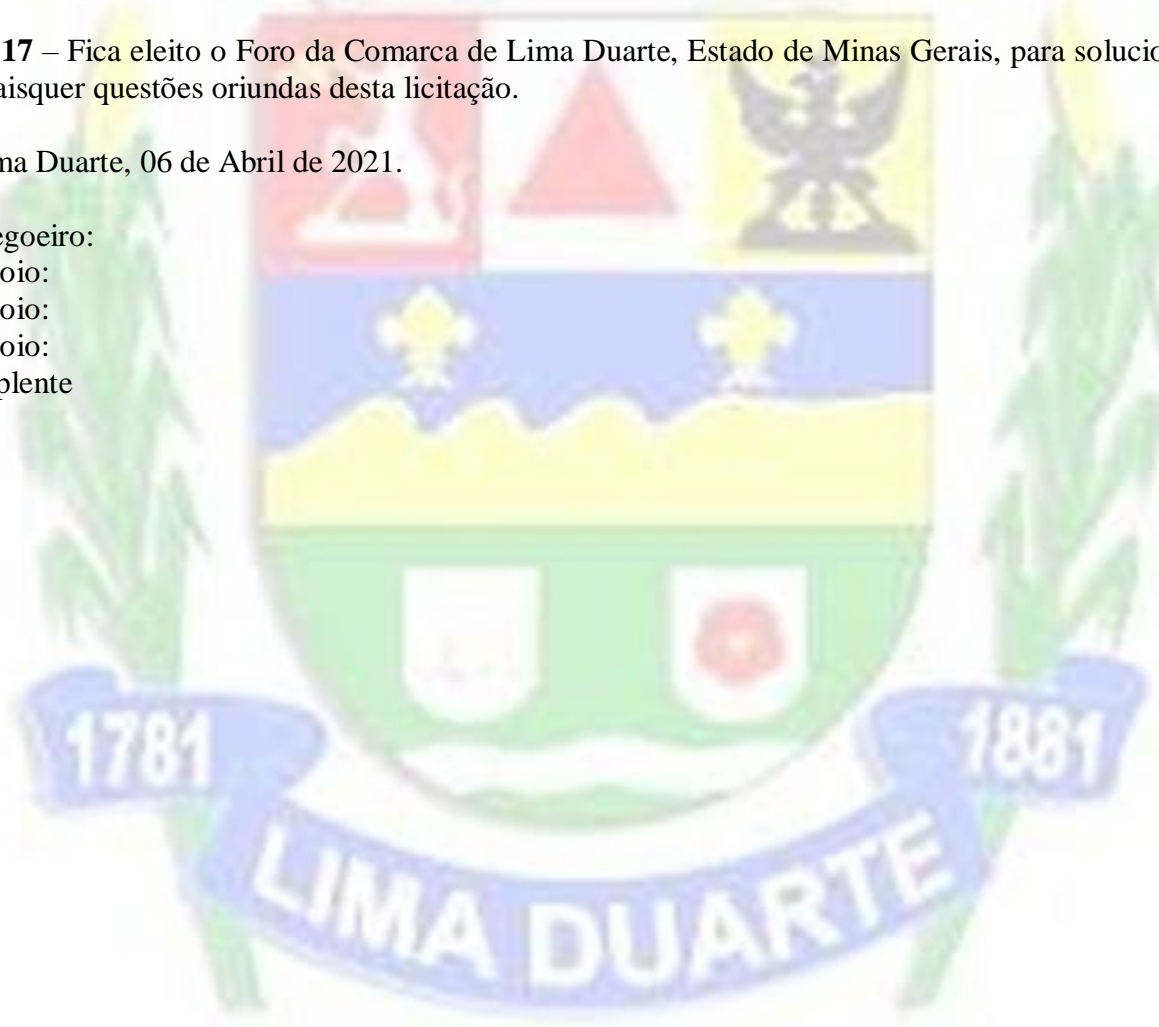 17 – Fica eleito o Foro da Comarca de Lima Duarte, Estado de Minas Gerais, para solucio
aisquer questões oriundas desta licitação.
ma Duarte, 06 de Abril de 2021.
egoeiro:
oio:
oio:
oio:
plente
1781
1881
LIMA DUARTE